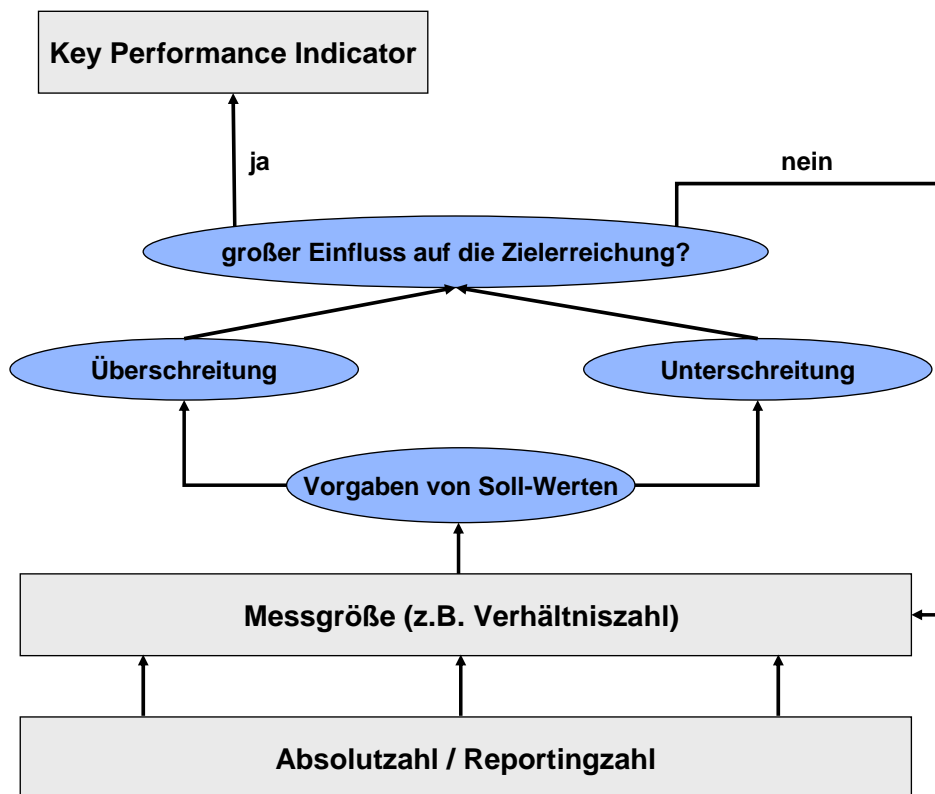 Key Performance Indicator
ja
nein
großer Einfluss auf die Zielerreichung?
Überschreitung
Unterschreitung
Vorgaben von Soll-Werten
Messgröße (z.B. Verhältniszahl)
Absolutzahl / Reportingzahl